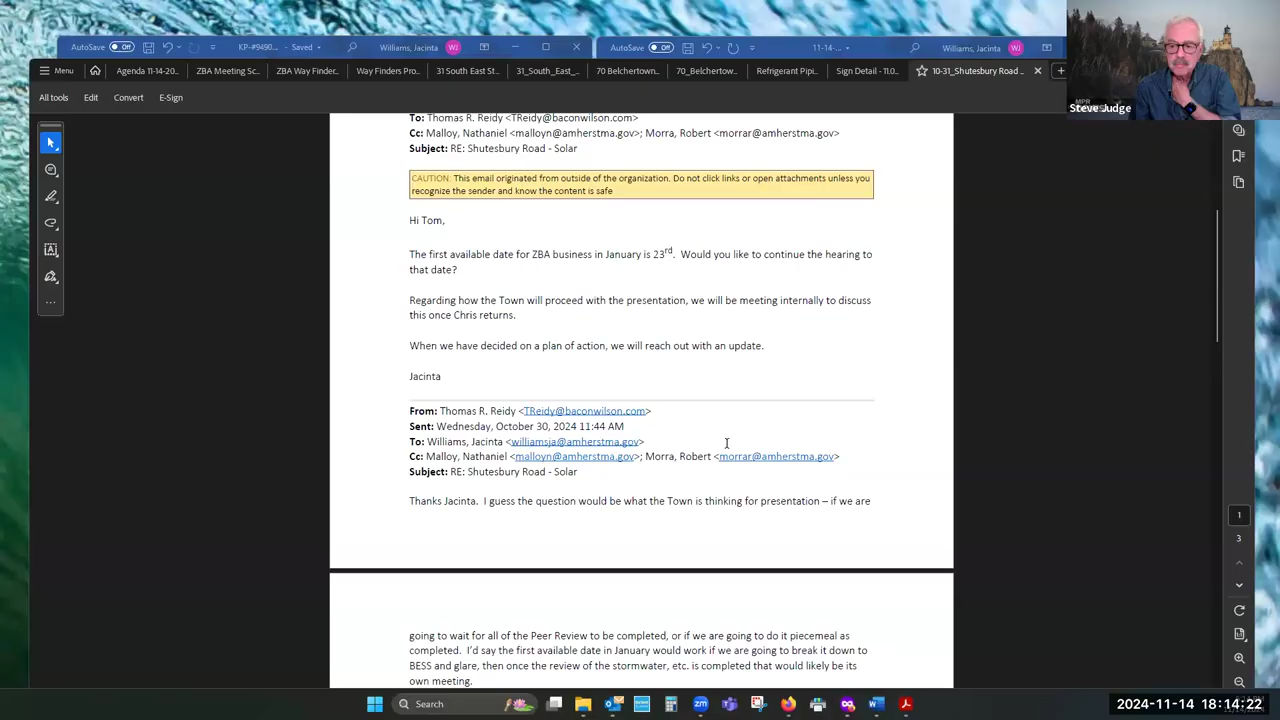 AutoSave Off KP-#9490... Saved Williams, Jacinta WJ AutoSave Off 11-14-... Williams, Jacinta WJ
Menu Agenda 11-14-20... ZBA Meeting Sc... ZBA Way Finder... Way Finders Pro... 31 South East St... 31_South_East_... 70 Belchertown... 70_Belchertow... Refrigerant Pipi... Sign Detail - 11.0... 10-31_Shutesbury Road ...
All tools Edit Convert E-Sign
MPR
Steve Judge
To: Thomas R. Reidy <TReidy@baconwilson.com>
Cc: Malloy, Nathaniel <malloyn@amherstma.gov>; Morra, Robert <morrar@amherstma.gov>
Subject: RE: Shutesbury Road - Solar
CAUTION: This email originated from outside of the organization. Do not click links or open attachments unless you
recognize the sender and know the content is safe
Hi Tom,
The first available date for ZBA business in January is 23rd. Would you like to continue the hearing to
that date?
Regarding how the Town will proceed with the presentation, we will be meeting internally to discuss
this once Chris returns.
When we have decided on a plan of action, we will reach out with an update.
Jacinta
From: Thomas R. Reidy <TReidy@baconwilson.com>
Sent: Wednesday, October 30, 2024 11:44 AM
To: Williams, Jacinta <williamsja@amherstma.gov>
Cc: Malloy, Nathaniel <malloyn@amherstma.gov>; Morra, Robert <morrar@amherstma.gov>
Subject: RE: Shutesbury Road - Solar
Thanks Jacinta. I guess the question would be what the Town is thinking for presentation – if we are
1
3
going to wait for all of the Peer Review to be completed, or if we are going to do it piecemeal as
completed. I'd say the first available date in January would work if we are going to break it down to
BESS and glare, then once the review of the stormwater, etc. is completed that would likely be its
own meeting.
Search
2024-11-14 18:14:22